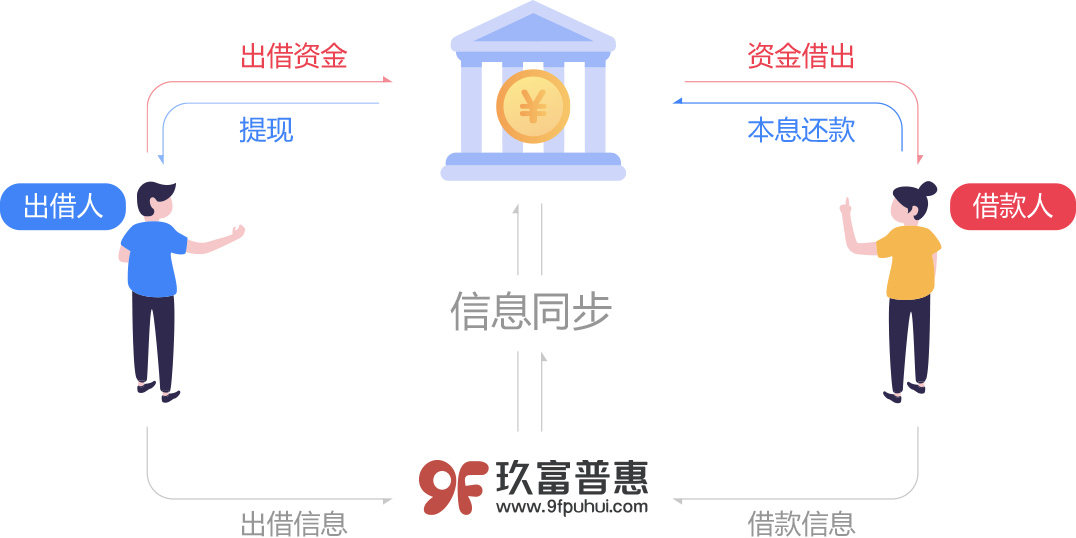 出借资金
资金借出
¥
提现
本息还款
出借人
借款人
信息同步
9F 玖富普惠
www.9fpuhui.com
出借信息
借款信息